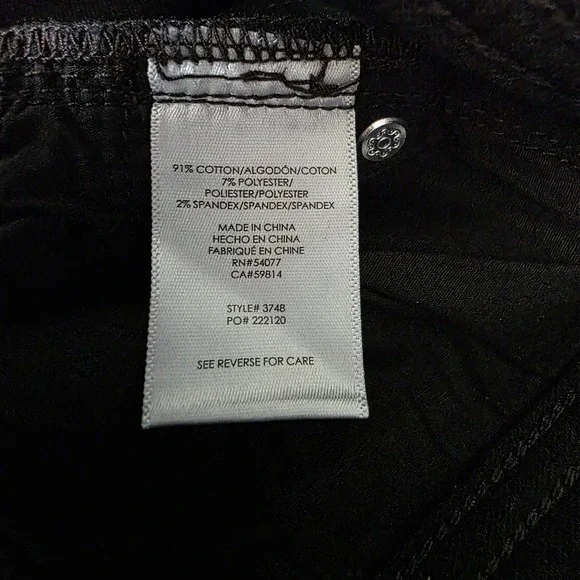 91% COTTON/ALGODÓN/COTON
7% POLYESTER/
POLIESTER/POLYESTER
2% SPANDEX/SPANDEX/SPANDEX
MADE IN CHINA
HECHO EN CHINA
FABRIQUÉ EN CHINE
RN#54077
CA#59814
STYLE# 3748
PO# 222120
SEE REVERSE FOR CARE